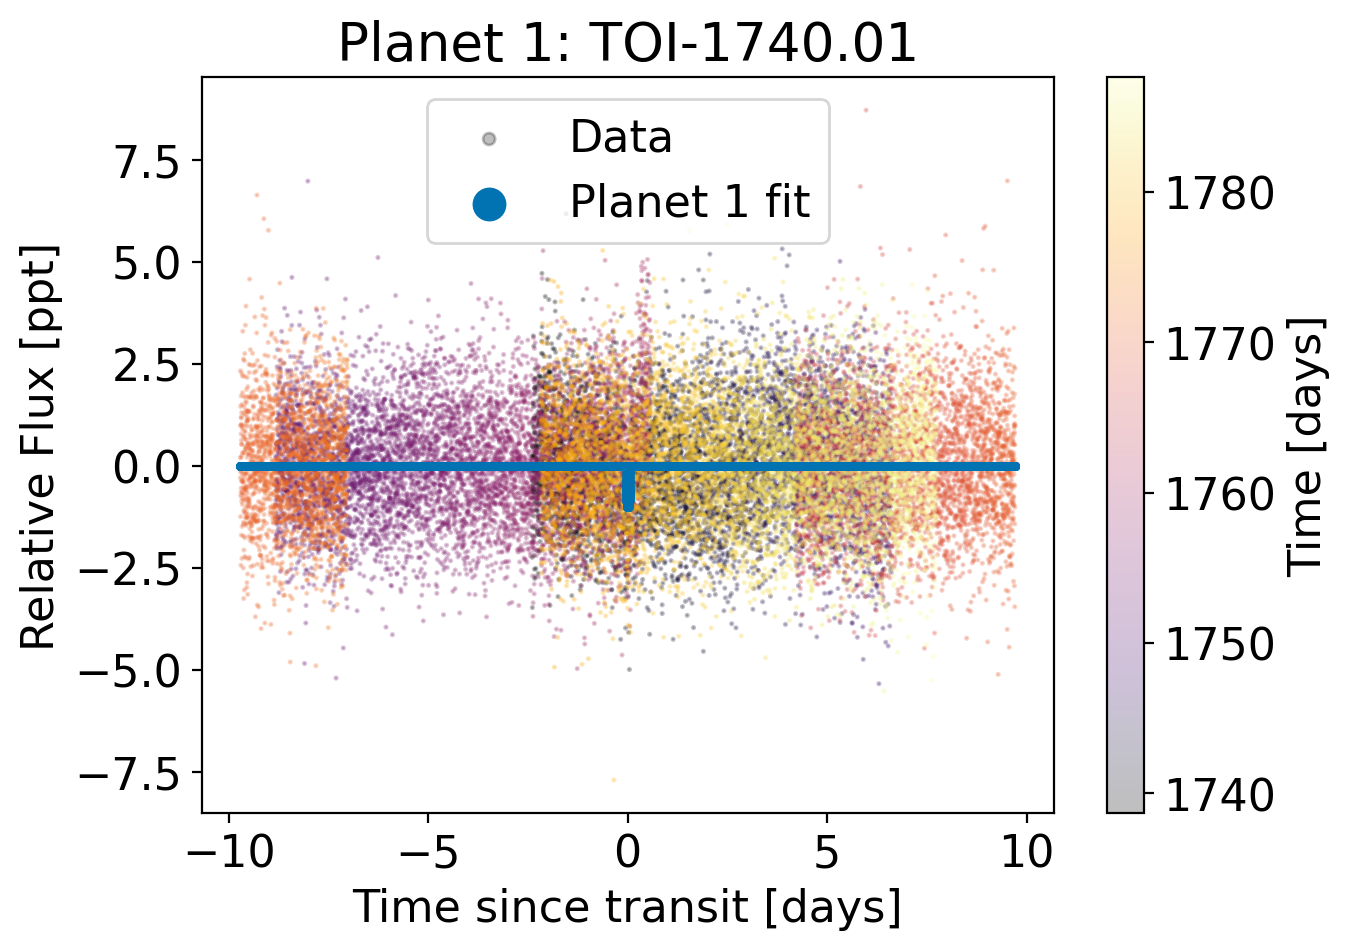 Planet 1: TOI-1740.01
Data
Planet 1 fit
Relative Flux [ppt]
7.5
5.0
2.5
0.0
−2.5
−5.0
−7.5
−10
−5
0
5
10
Time since transit [days]
1780
1770
1760
1750
1740
Time [days]